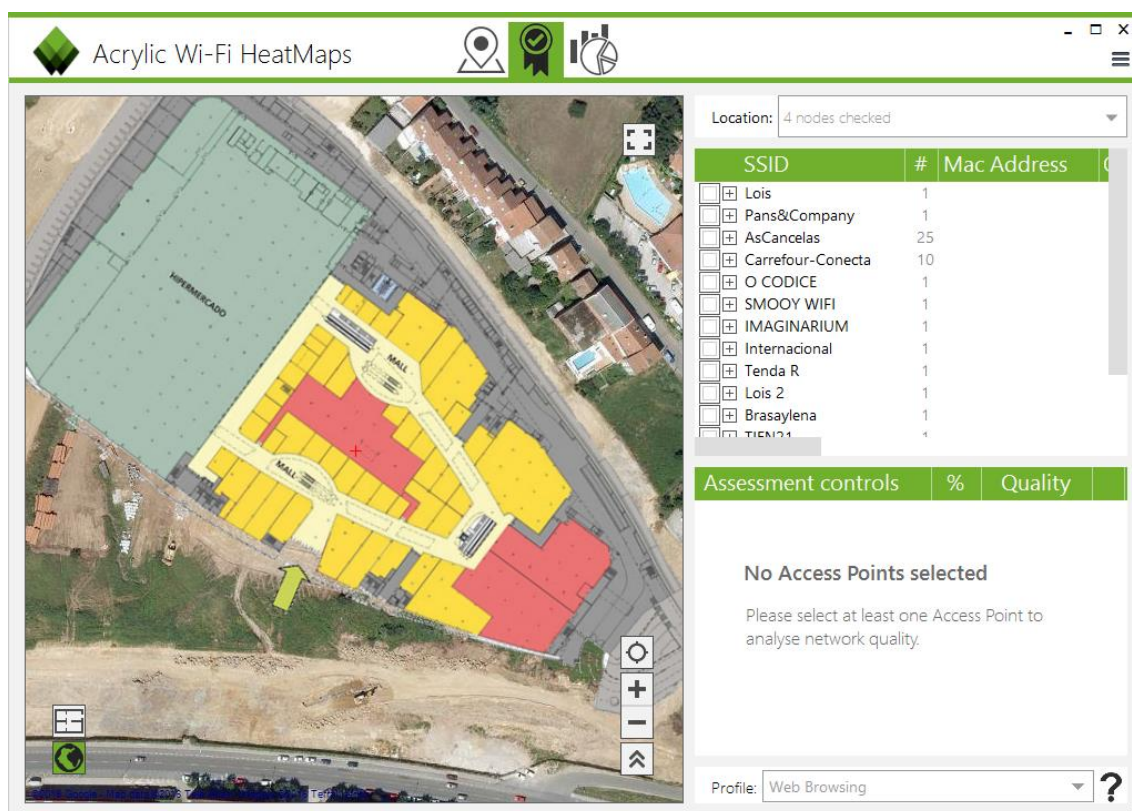 Acrylic Wi-Fi HeatMaps
Location: 4 nodes checked
SSID # Mac Address
Lois 1
Pans&Company 1
AsCancelas 25
Carrefour-Conecta 10
O CODICE 1
SMOOY WIFI 1
IMAGINARIUM 1
Internacional 1
Tenda R 1
Lois 2 1
Brasaylena 1
TIEN21 1
HIPERMERCADO
MALL
MALL
Assessment controls % Quality
No Access Points selected
Please select at least one Access Point to
analyse network quality.
Profile: Web Browsing ?